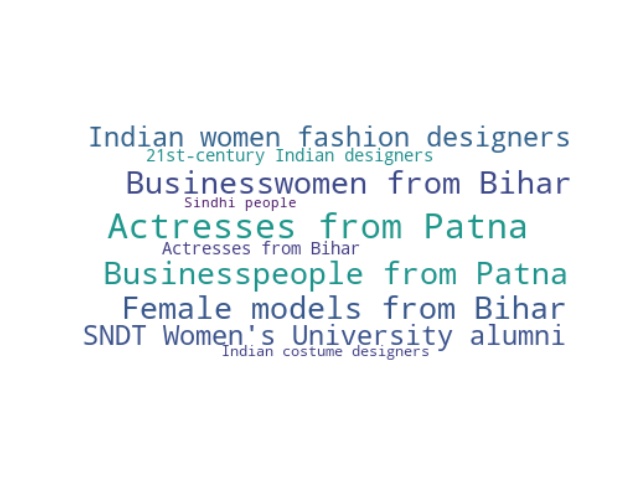 Indian women fashion designers
21st-century Indian designers
Businesswomen from Bihar
Sindhi people
Actresses from Patna
Actresses from Bihar
Businesspeople from Patna
Female models from Bihar
SNDT Women's University alumni
Indian costume designers